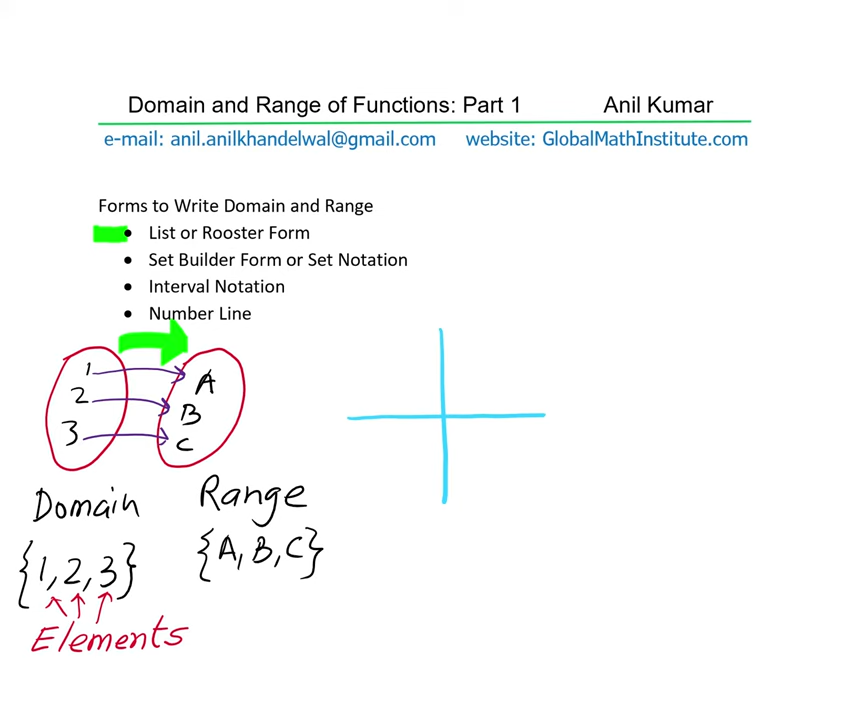 Domain and Range of Functions: Part 1 Anil Kumar
e-mail: anil.anilkhandelwal@gmail.com website: GlobalMathInstitute.com
Forms to Write Domain and Range
• List or Rooster Form
• Set Builder Form or Set Notation
• Interval Notation
• Number Line
1 A
2 B
3 C
Domain Range
{1, 2, 3} {A, B, C}
Elements